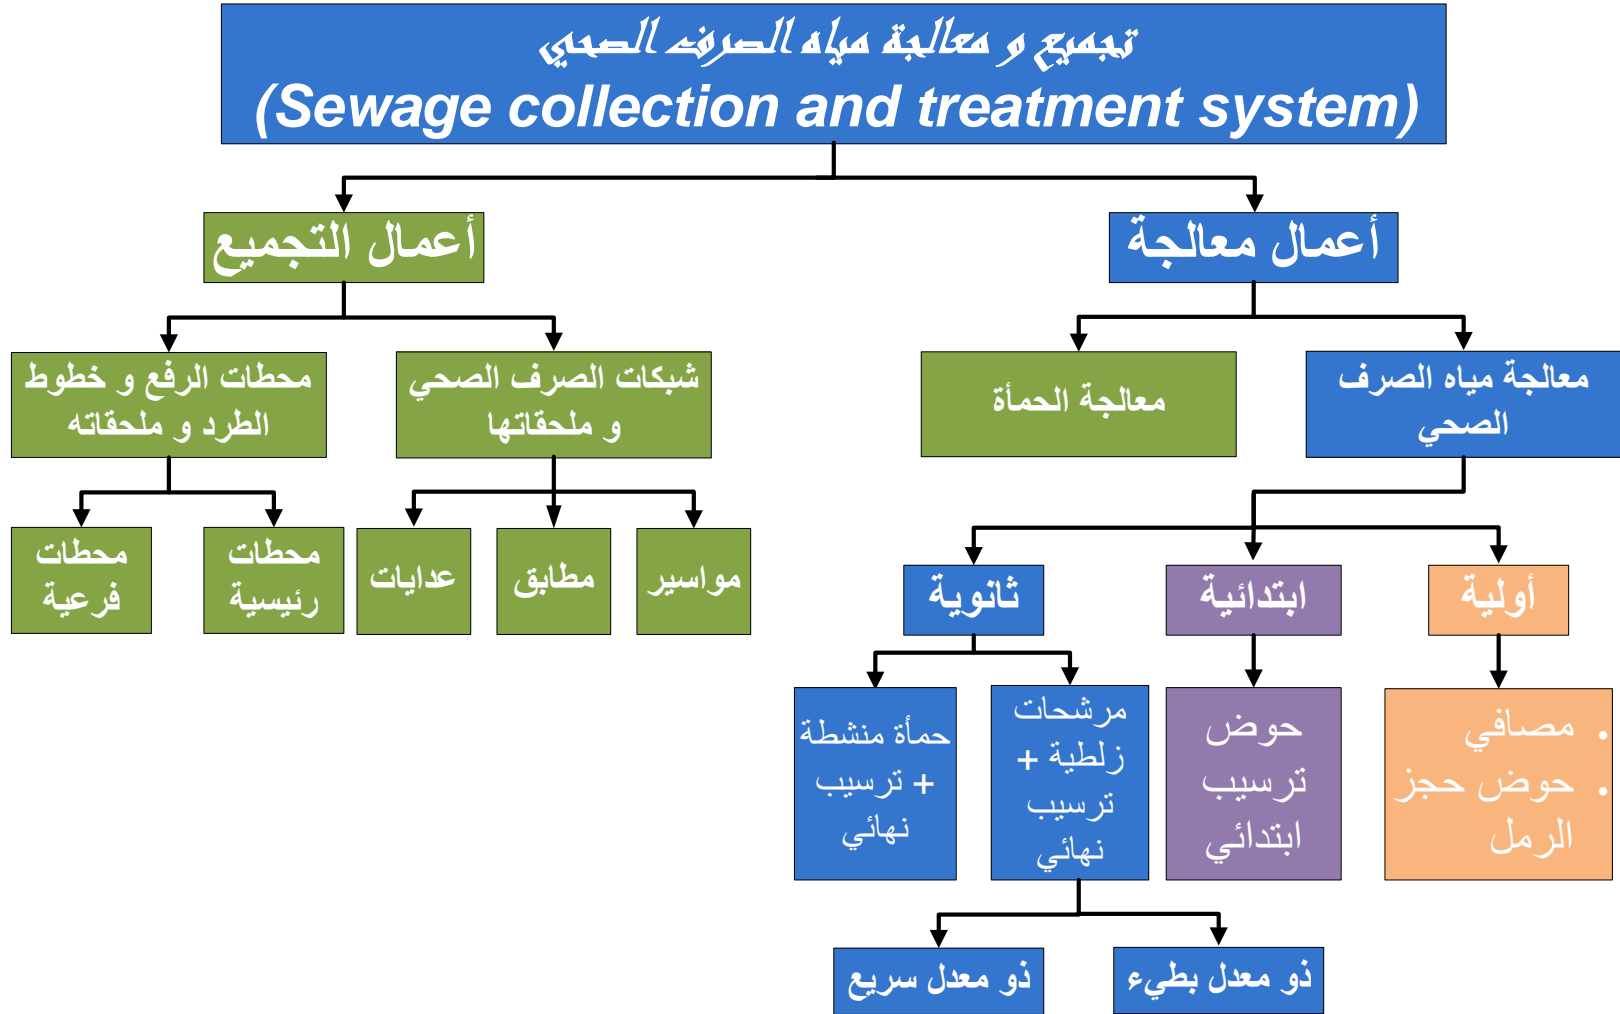 تجميع و معالجة مياه الصرف الصحي
(Sewage collection and treatment system)
أعمال معالجة
أعمال التجميع
معالجة مياه الصرف
الصحي
معالجة الحمأة
شبكات الصرف الصحي
و ملحقاتها
محطات الرفع و خطوط
الطرد و ملحقاته
مواسير
مطابق
عدايات
محطات
رئيسية
محطات
فرعية
أولية
ابتدائية
ثانوية
• مصافي
• حوض حجز
الرمل
حوض
ترسيب
ابتدائي
مرشحات
زلطية +
ترسيب
نهائي
حمأة منشطة
+ ترسيب
نهائي
ذو معدل بطيء
ذو معدل سريع